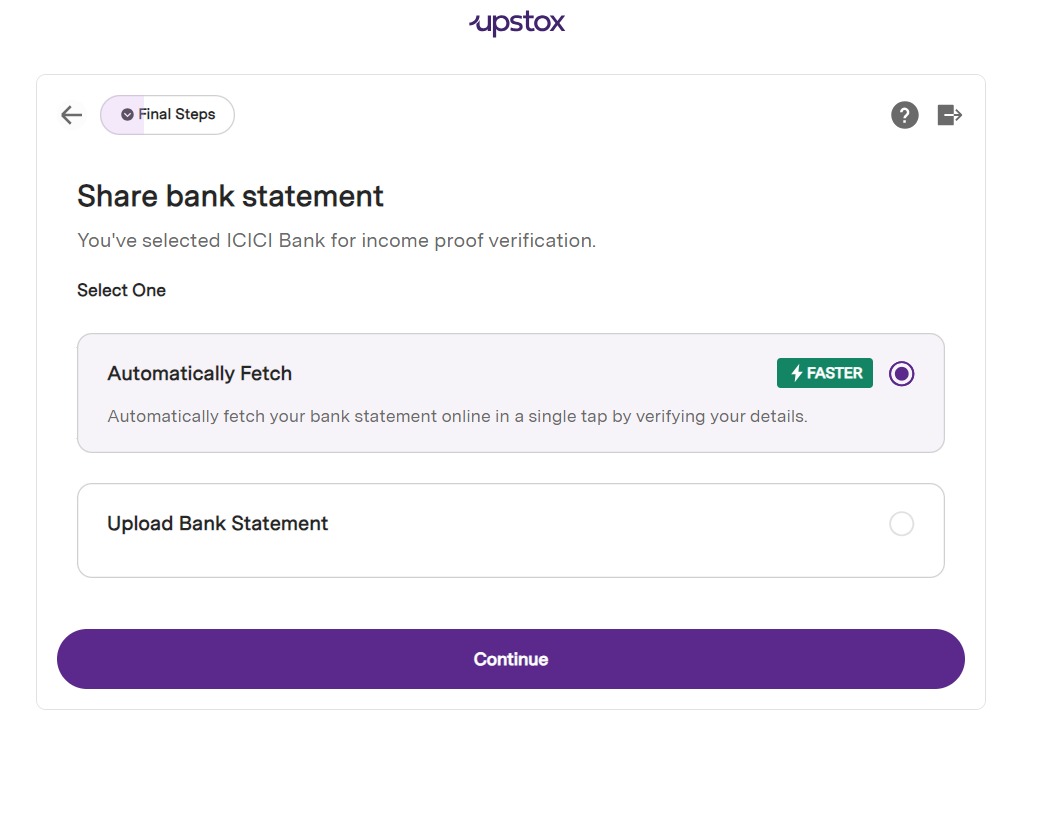 upstox
Final Steps
?
Share bank statement
You've selected ICICI Bank for income proof verification.
Select One
Automatically Fetch
FASTER
Automatically fetch your bank statement online in a single tap by verifying your details.
Upload Bank Statement
Continue